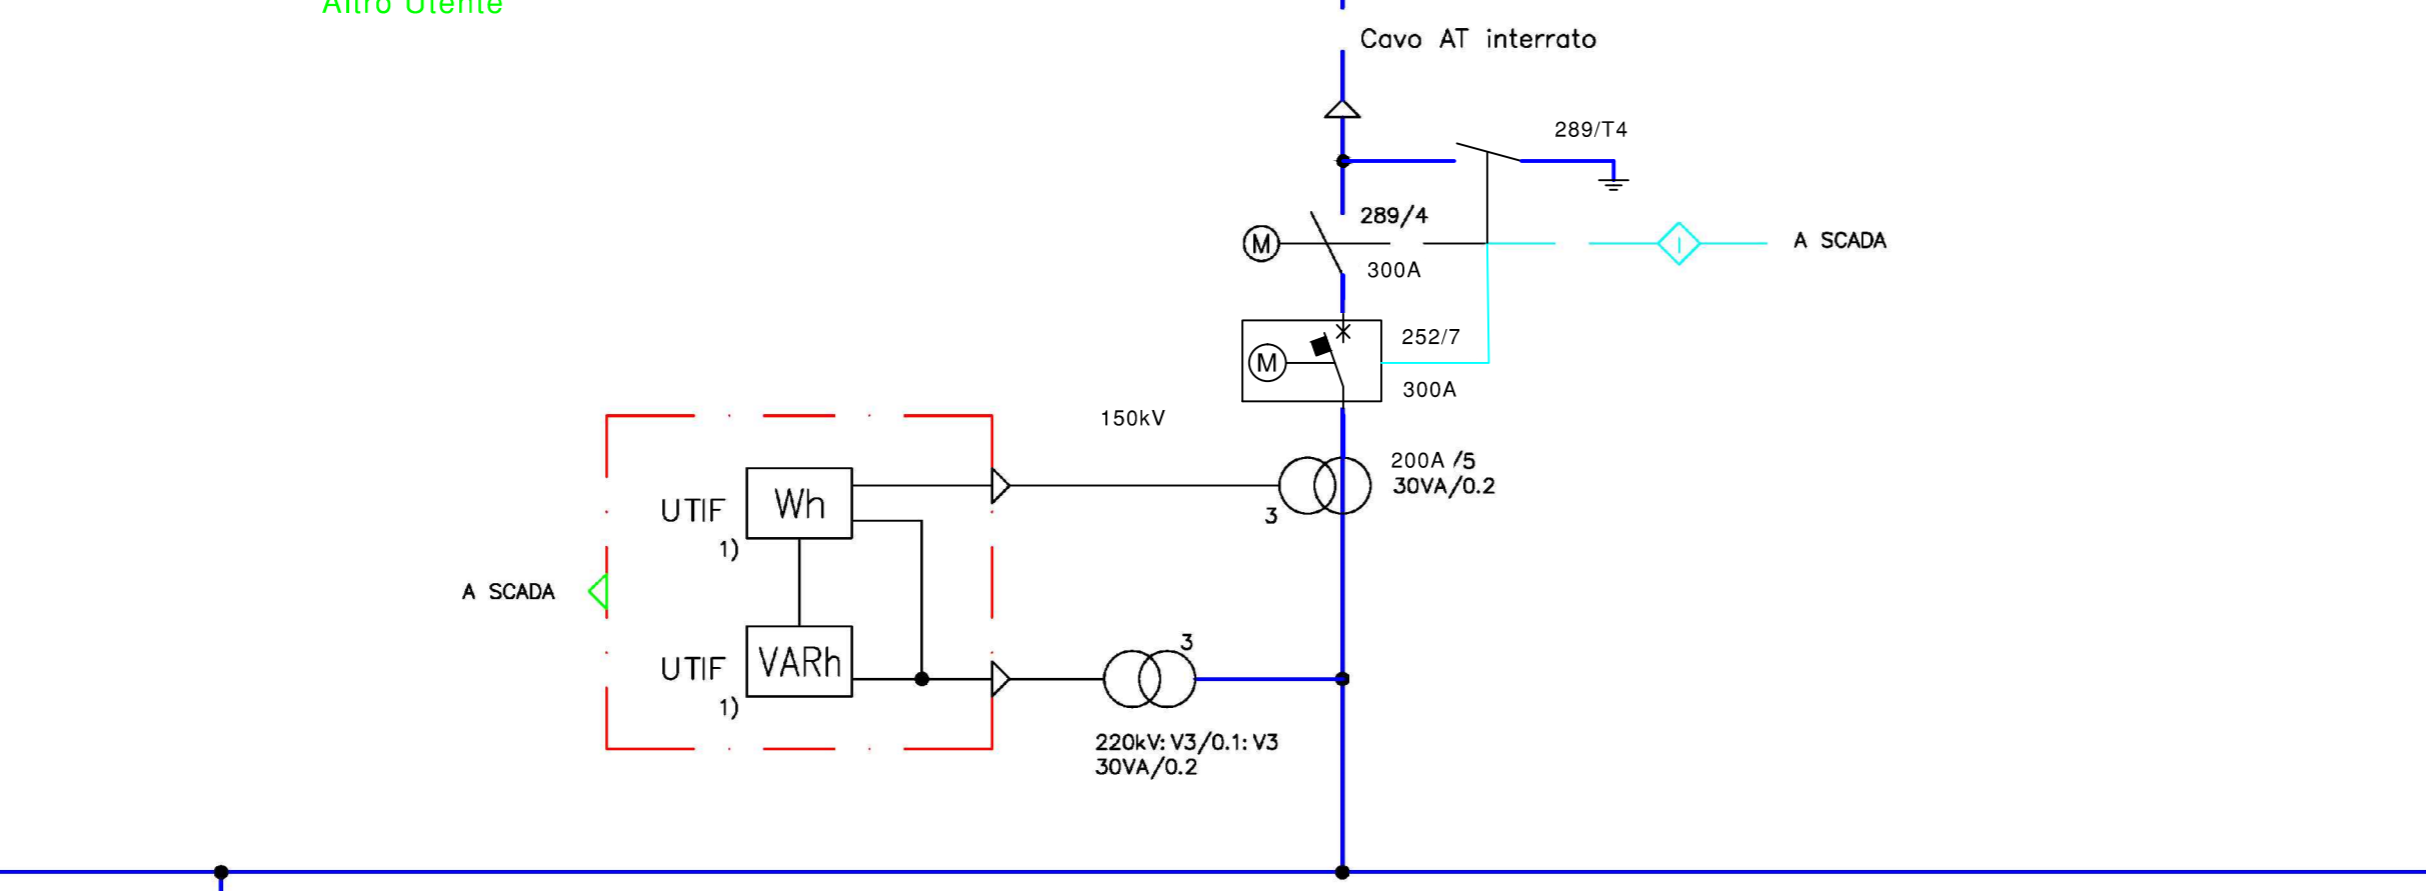 Altro Utente
Cavo AT interrato
289/T4
289/4
M
I
A SCADA
300A
252/7
M
300A
150kV
200A /5
30VA/0.2
3
UTIF
Wh
1)
A SCADA
3
UTIF
VARh
1)
220kV:V3/0.1:V3
30VA/0.2